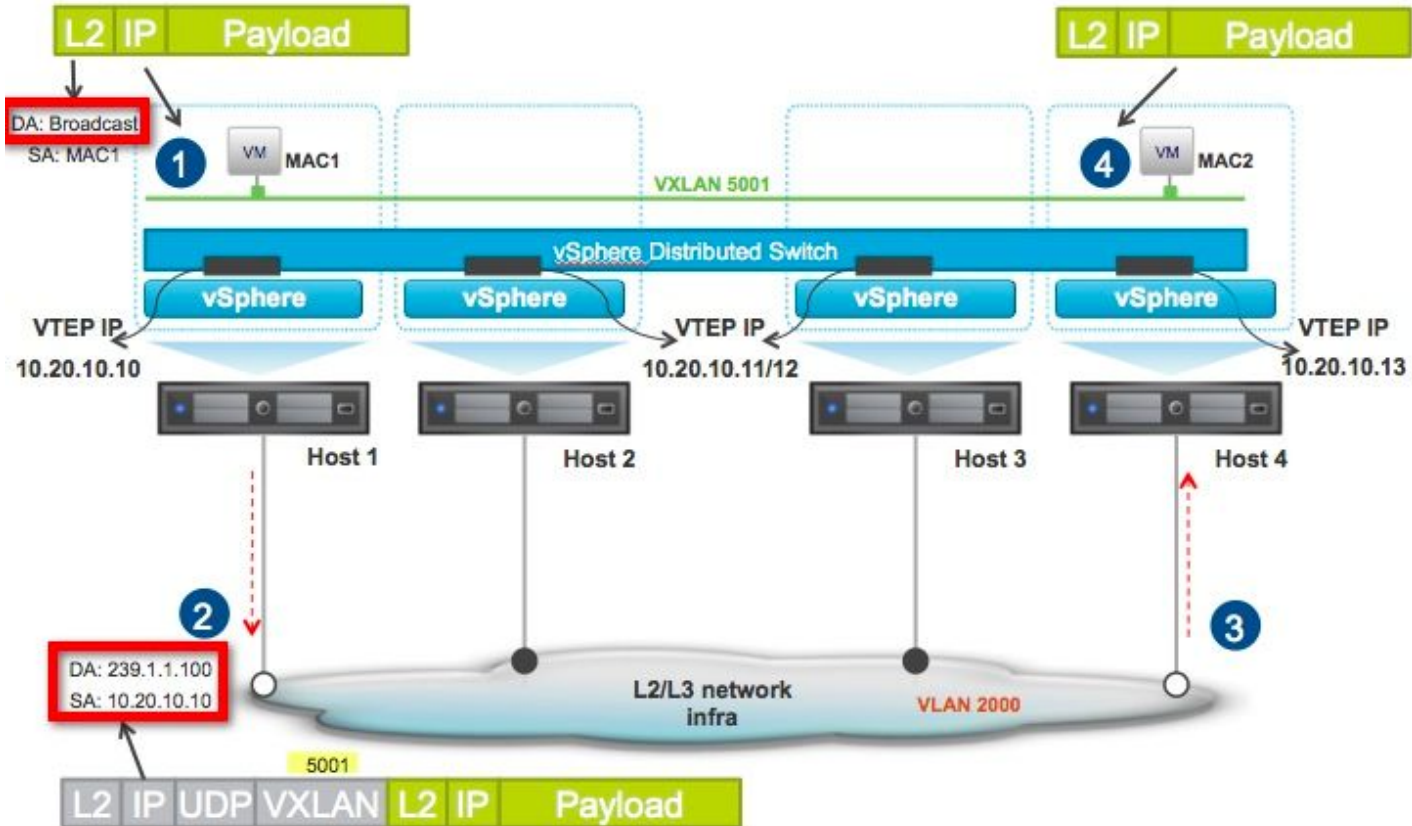 L2 IP Payload
L2 IP Payload
DA: Broadcast
SA: MAC1
1
VM
MAC1
4
VM
MAC2
VXLAN 5001
vSphere Distributed Switch
vSphere
vSphere
vSphere
vSphere
VTEP IP
10.20.10.10
VTEP IP
10.20.10.11/12
VTEP IP
10.20.10.13
Host 1
Host 2
Host 3
Host 4
2
3
DA: 239.1.1.100
SA: 10.20.10.10
L2/L3 network
infra
VLAN 2000
5001
L2 IP UDP VXLAN L2 IP Payload